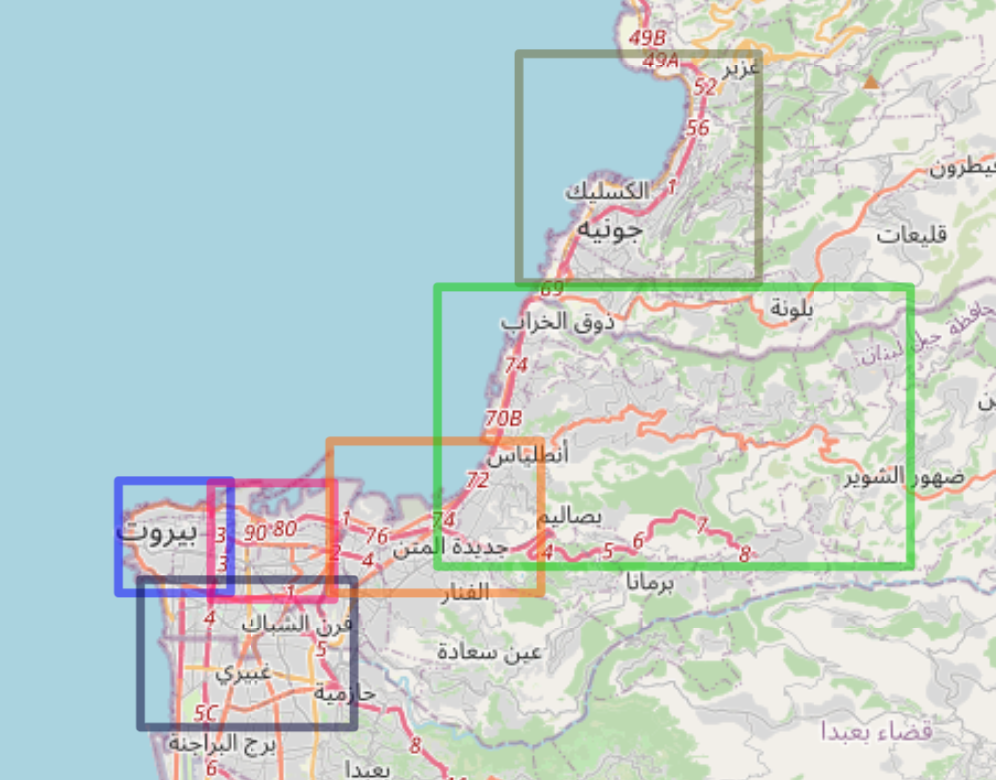 49B
49A
غزير
52
56
فيطرون
الكسليك
1
جونيه
قليعات
69
بلونة
ذوق الخراب
محافظة جبل لبنان
74
70B
أنطلياس
72
ضهور الشوير
بصاليم
بيروت
3
90
80
1
76
74
7
6
جديدة المتن
2
4
4
5
8
3
برمانا
1
الفنار
4
فرن الشباك
5
عين سعادة
غبيري
حازمية
5C
برج البراجنة
8
قضاء بعبدا
6
بعبدا